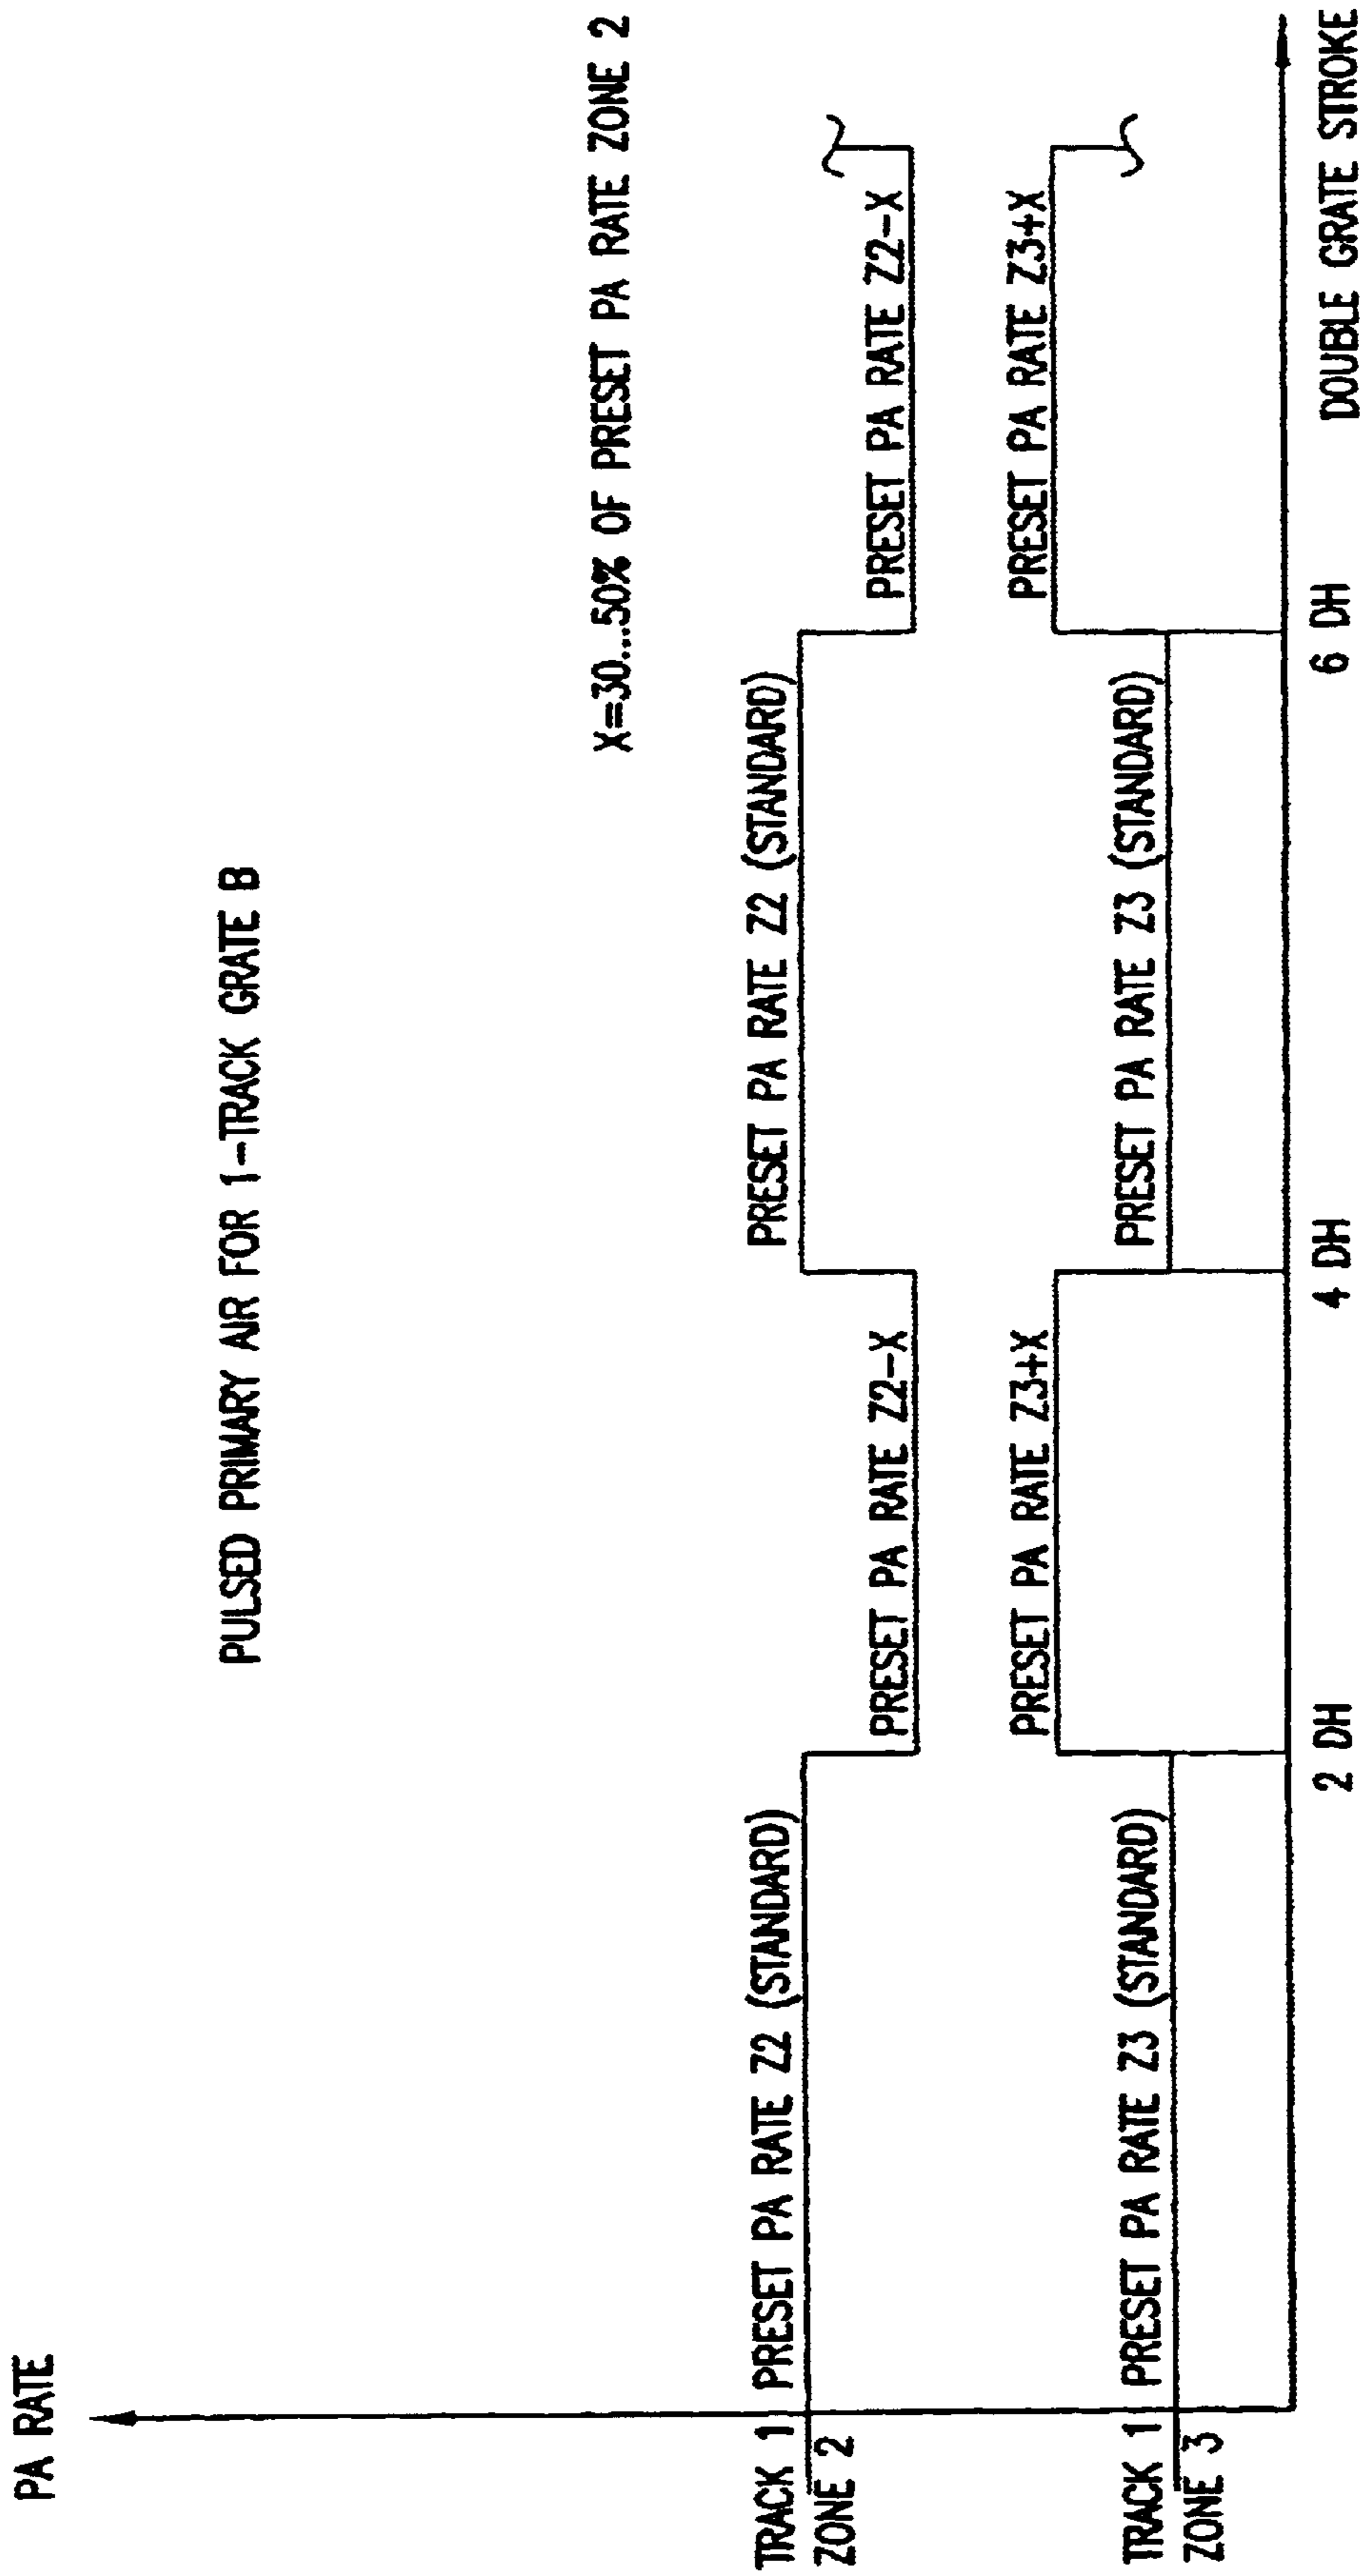 PA RATE
PULSED PRIMARY AIR FOR 1-TRACK GRATE B
X=30...50% OF PRESET PA RATE ZONE 2
TRACK 1
ZONE 2
PRESET PA RATE Z2 (STANDARD)
PRESET PA RATE Z2-X
PRESET PA RATE Z2 (STANDARD)
PRESET PA RATE Z2-X
TRACK 1
ZONE 3
PRESET PA RATE Z3 (STANDARD)
PRESET PA RATE Z3+X
PRESET PA RATE Z3 (STANDARD)
PRESET PA RATE Z3+X
2 DH
4 DH
6 DH
DOUBLE GRATE STROKE